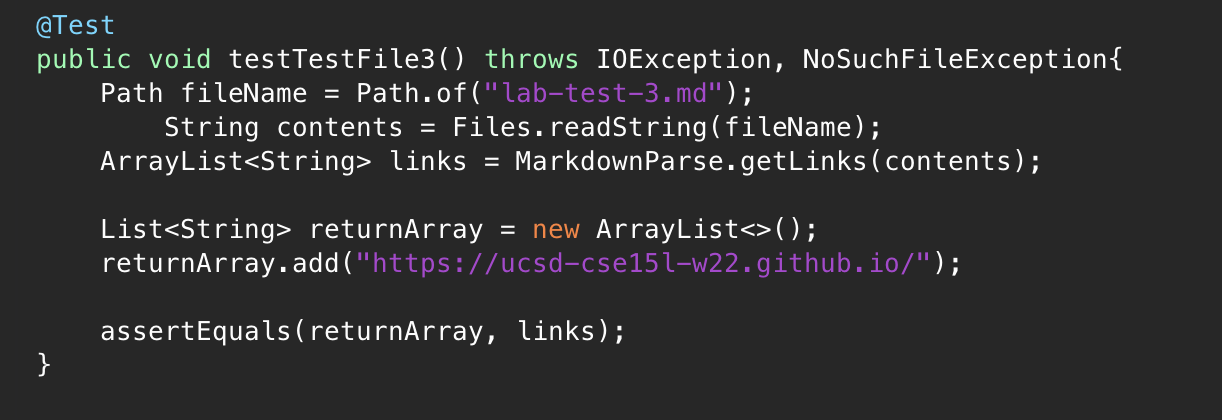 @Test
public void testTestFile3() throws IOException, NoSuchFileException{
    Path fileName = Path.of("lab-test-3.md");
        String contents = Files.readString(fileName);
    ArrayList<String> links = MarkdownParse.getLinks(contents);

    List<String> returnArray = new ArrayList<>();
    returnArray.add("https://ucsd-cse15l-w22.github.io/");

    assertEquals(returnArray, links);
}